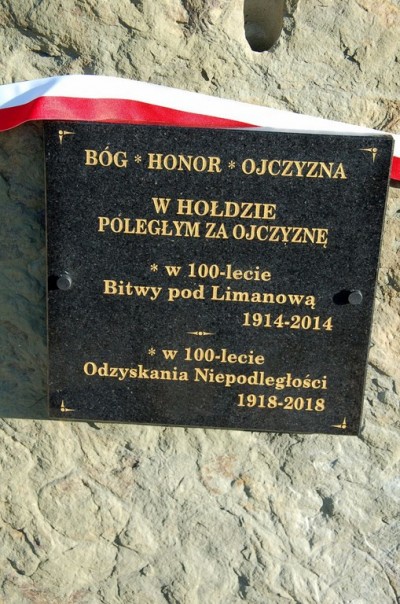 BÓG * HONOR * OJCZYZNA
W HOŁDZIE
POLEGŁYM ZA OJCZYZNĘ
* w 100-lecie
Bitwy pod Limanową
1914-2014
* w 100-lecie
Odzyskania Niepodległości
1918-2018